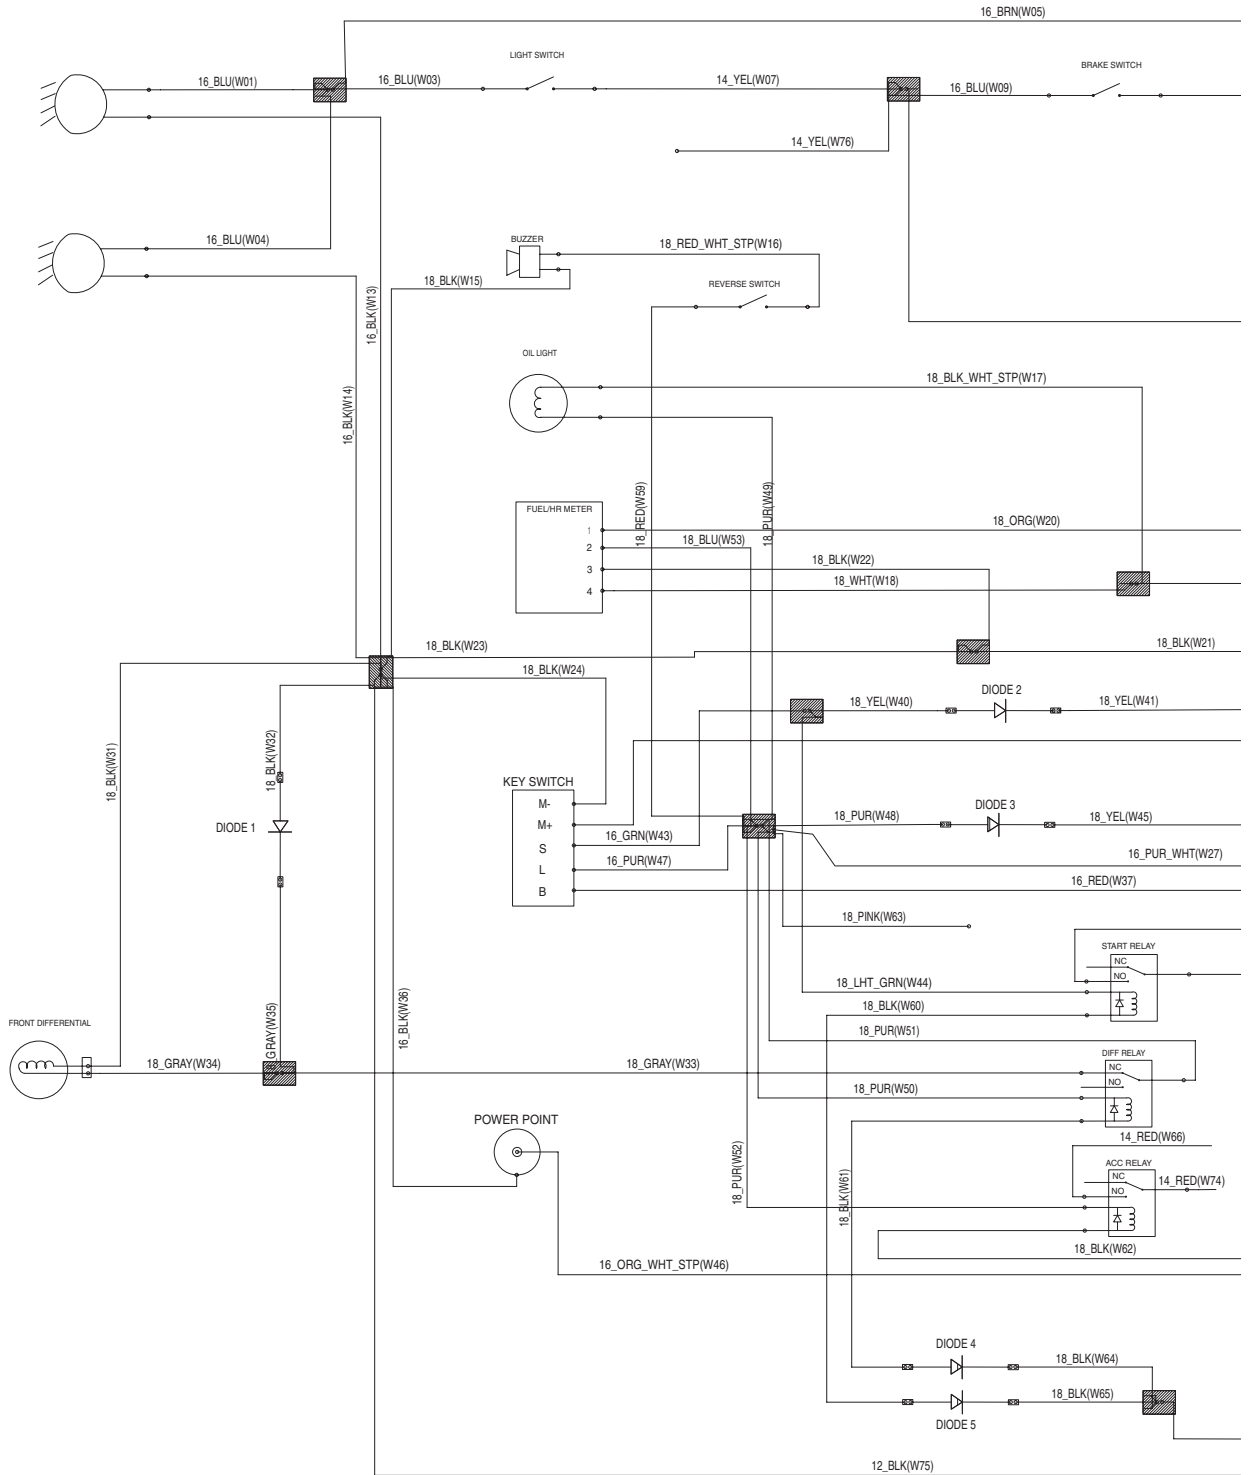 16_BRN(W05)
LIGHT SWITCH
BRAKE SWITCH
16_BLU(W01)
16_BLU(W03)
14_YEL(W07)
16_BLU(W09)
14_YEL(W76)
16_BLU(W04)
BUZZER
18_RED_WHT_STP(W16)
18_BLK(W15)
REVERSE SWITCH
16_BLK(W13)
OIL LIGHT
18_BLK_WHT_STP(W17)
16_BLK(W14)
18_RED(W59)
18_PUR(W49)
FUEL/HR METER
1
2
3
4
18_ORG(W20)
18_BLU(W53)
18_BLK(W22)
18_WHT(W18)
18_BLK(W23)
18_BLK(W21)
18_BLK(W24)
18_YEL(W40)
DIODE 2
18_YEL(W41)
18_BLK(W31)
18_BLK(W32)
DIODE 1
KEY SWITCH
M-
M+
S
L
B
16_GRN(W43)
16_PUR(W47)
18_PUR(W48)
DIODE 3
18_YEL(W45)
16_PUR_WHT(W27)
16_RED(W37)
18_PINK(W63)
START RELAY
NC
NO
18_LHT_GRN(W44)
18_BLK(W60)
18_PUR(W51)
FRONT DIFFERENTIAL
18_GRAY(W35)
16_BLK(W36)
18_GRAY(W34)
18_GRAY(W33)
DIFF RELAY
NC
NO
18_PUR(W50)
POWER POINT
14_RED(W66)
18_PUR(W52)
18_BLK(W61)
ACC RELAY
NC
NO
14_RED(W74)
18_BLK(W62)
16_ORG_WHT_STP(W46)
DIODE 4
18_BLK(W64)
18_BLK(W65)
DIODE 5
12_BLK(W75)